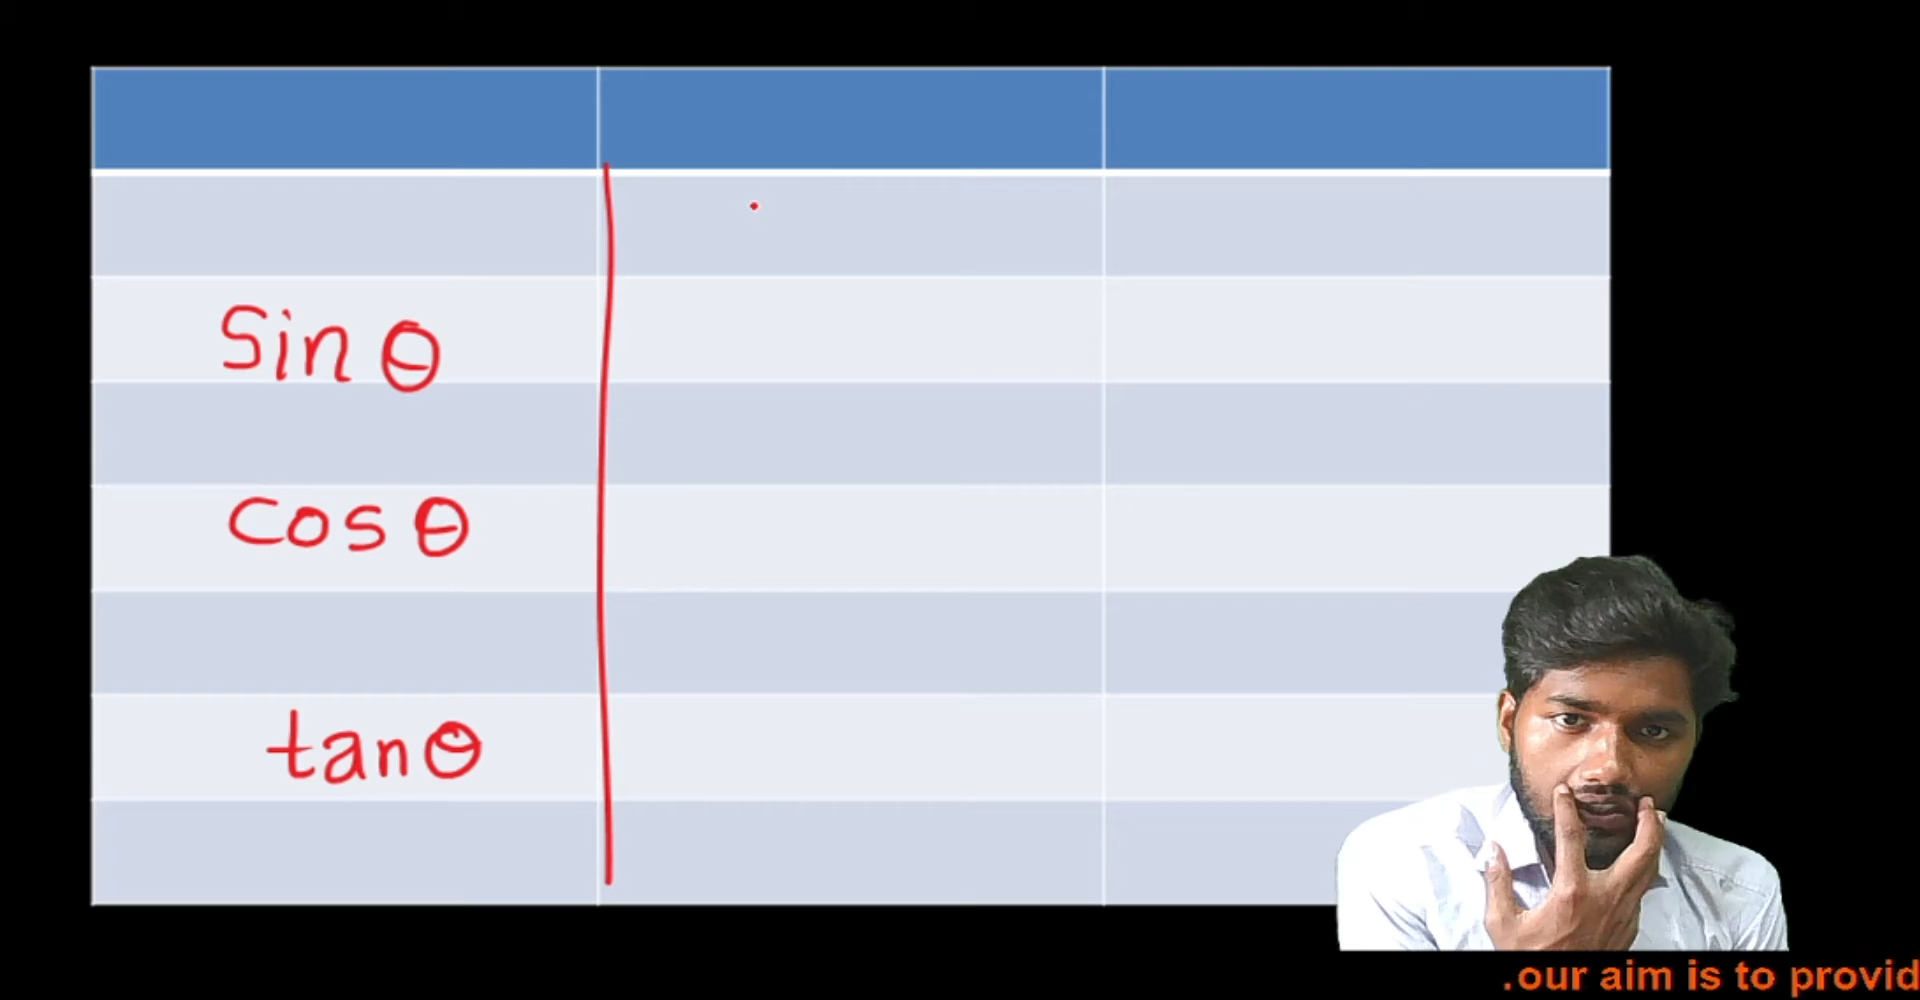 Sin θ
cos θ
tan θ
.our aim is to provid